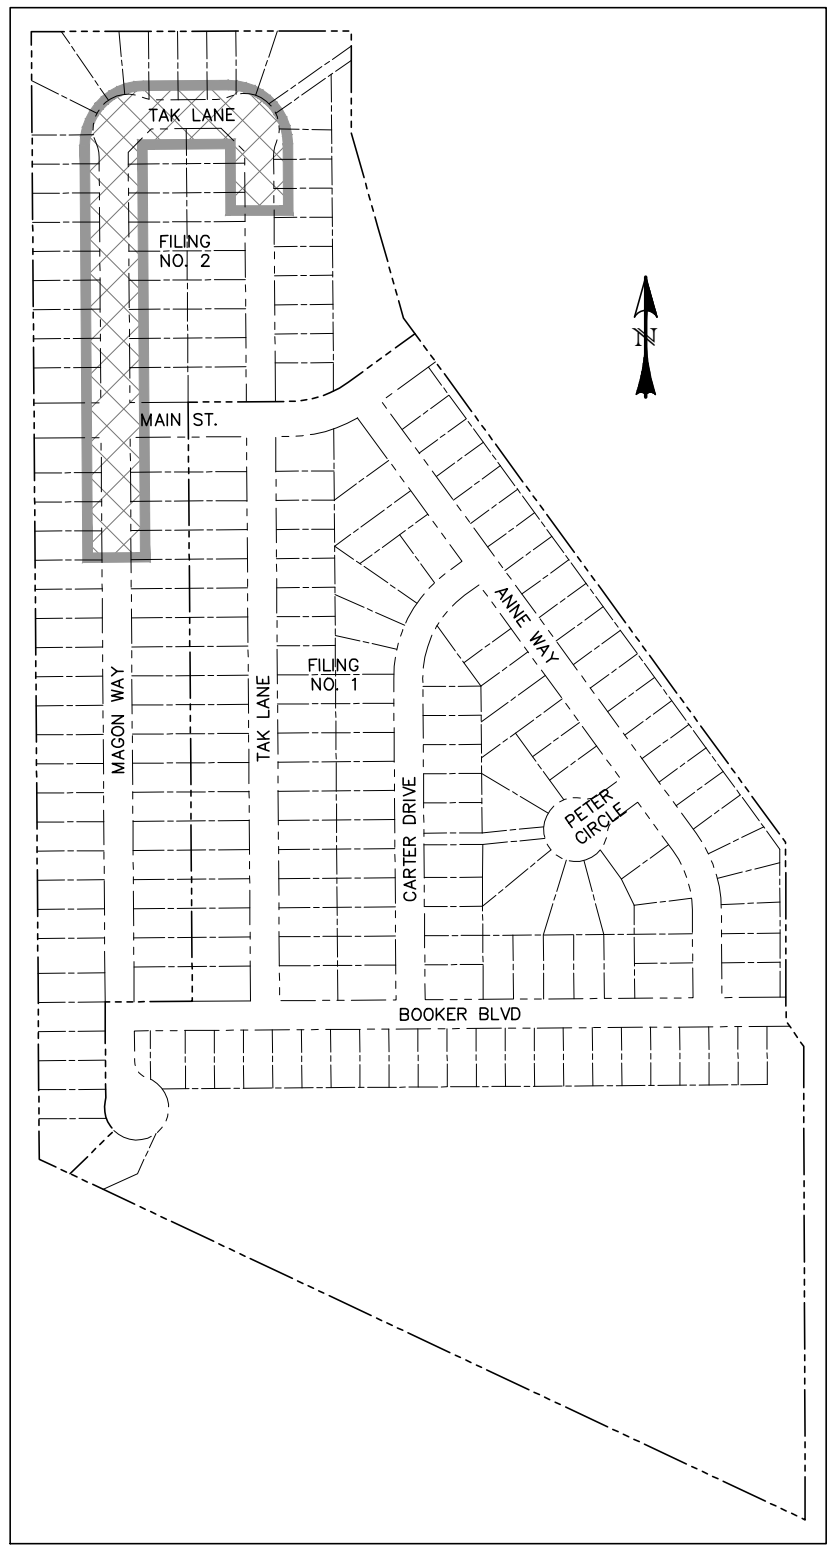 TAK LANE
FILING
NO. 2
N
MAIN ST.
ANNE WAY
FILING
NO. 1
MAGON WAY
TAK LANE
CARTER DRIVE
PETER
CIRCLE
BOOKER BLVD